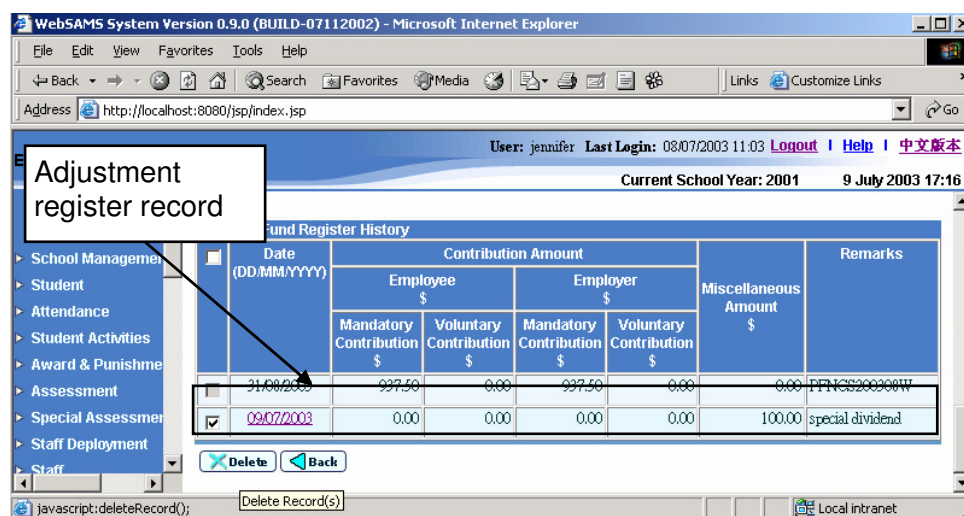 WebSAMS System Version 0.9.0 (BUILD-07112002) - Microsoft Internet Explorer
File Edit View Favorites Tools Help
Back Search Favorites Media Links Customize Links
Address http://localhost:8080/jsp/index.jsp Go
User: jennifer Last Login: 08/07/2003 11:03 Logout | Help | 中文版本
Current School Year: 2001 9 July 2003 17:16
Adjustment
register record
School Managemen
Student
Attendance
Student Activities
Award & Punishme
Assessment
Special Assessmen
Staff Deployment
Staff
Fund Register History
Date
(DD/MM/YYYY)
Contribution Amount
Employee
$
Employer
$
Mandatory
Contribution
$
Voluntary
Contribution
$
Mandatory
Contribution
$
Voluntary
Contribution
$
Miscellaneous
Amount
$
Remarks
31/08/2003 937.50 0.00 937.50 0.00 0.00 PFNGS200308W
09/07/2003 0.00 0.00 0.00 0.00 100.00 special dividend
Delete Back
Delete Record(s)
javascript:deleteRecord(); Local intranet